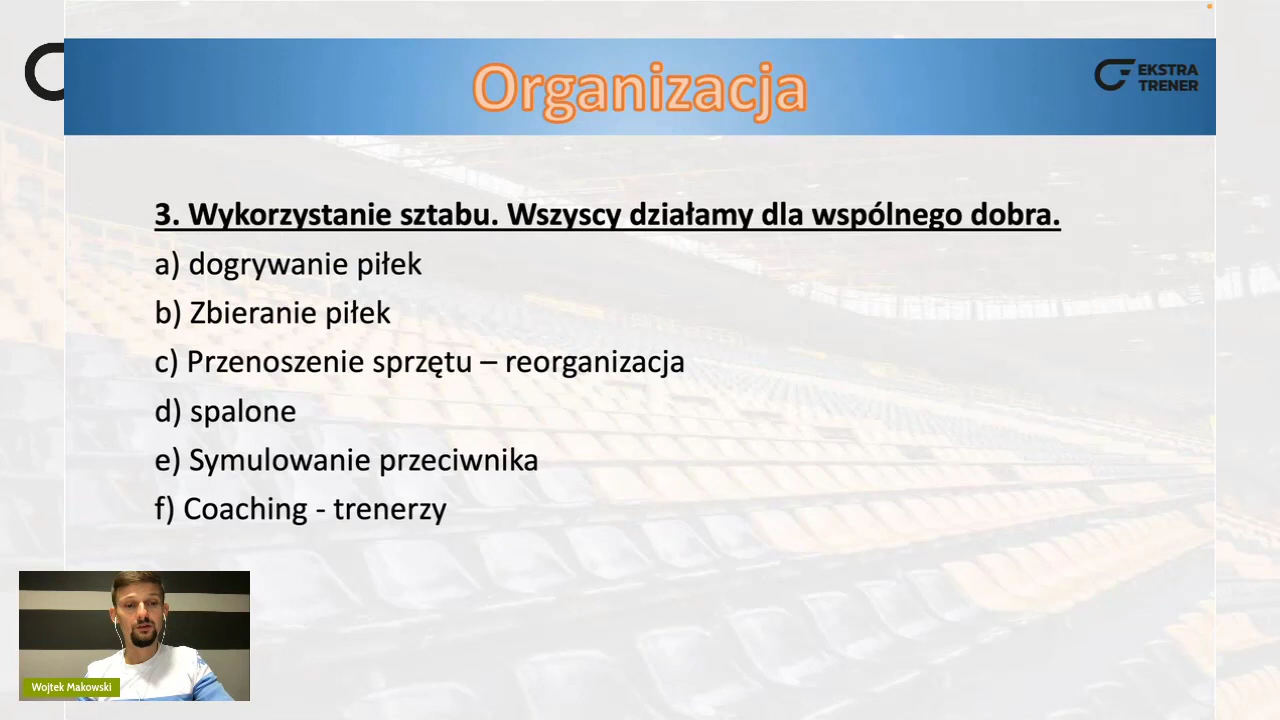 Organizacja
EKSTRA
TRENER
3. Wykorzystanie sztabu. Wszyscy działamy dla wspólnego dobra.
a) dogrywanie piłek
b) Zbieranie piłek
c) Przenoszenie sprzętu – reorganizacja
d) spalone
e) Symulowanie przeciwnika
f) Coaching - trenerzy
Wojtek Makowski